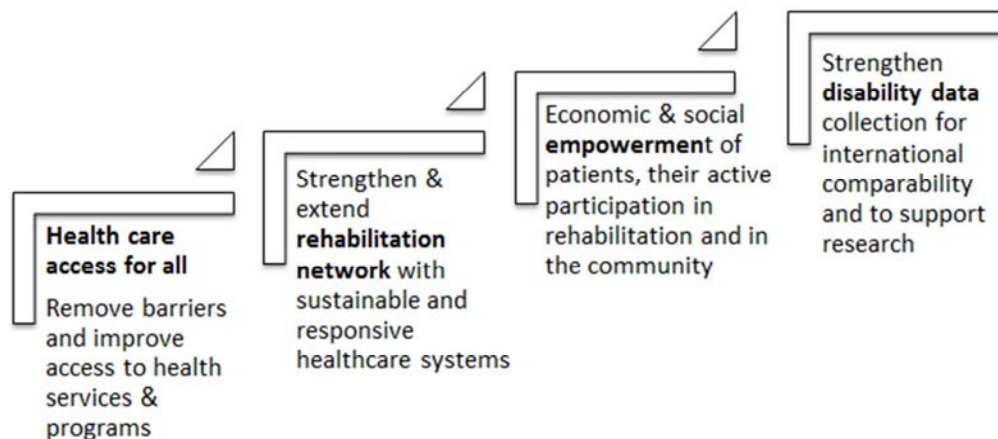 Health care
access for all
Remove barriers
and improve
access to health
services &
programs
Strengthen &
extend
rehabilitation
network with
sustainable and
responsive
healthcare systems
Economic & social
empowerment of
patients, their active
participation in
rehabilitation and in
the community
Strengthen
disability data
collection for
international
comparability
and to support
research